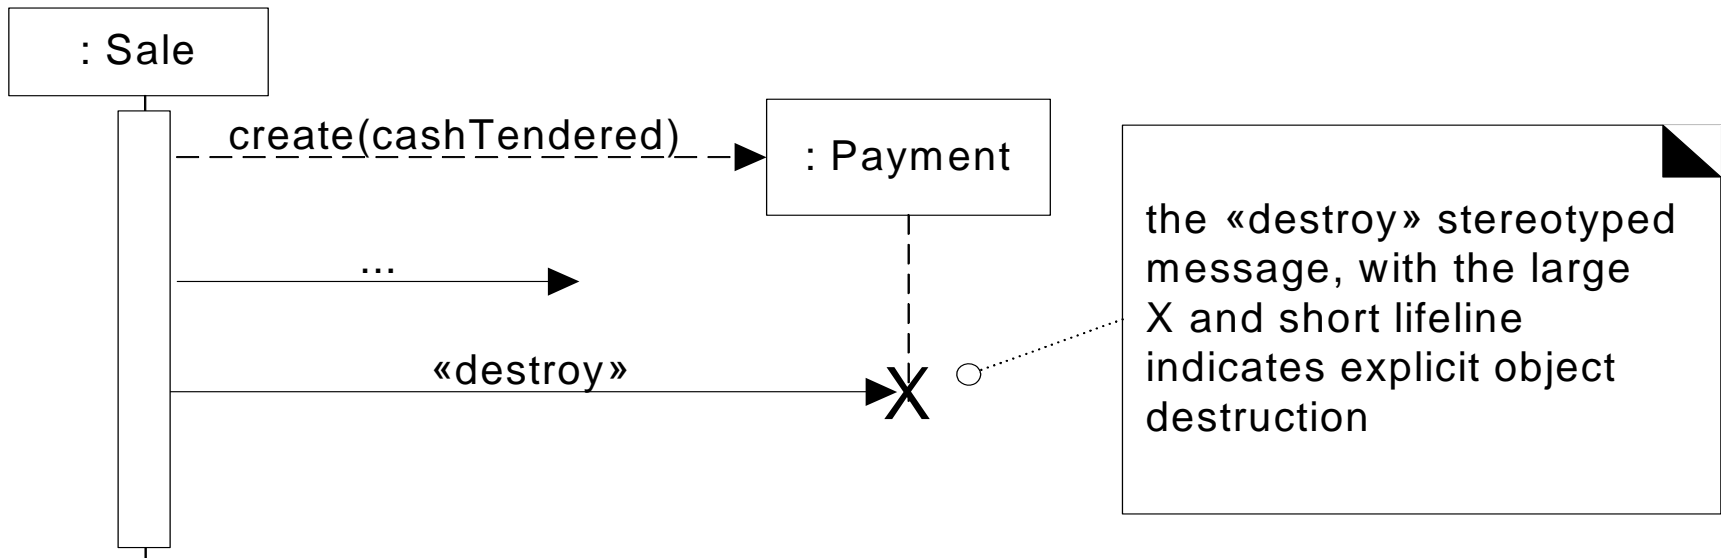 : Sale
create(cashTendered)
: Payment
...
«destroy»
X
the «destroy» stereotyped
message, with the large
X and short lifeline
indicates explicit object
destruction